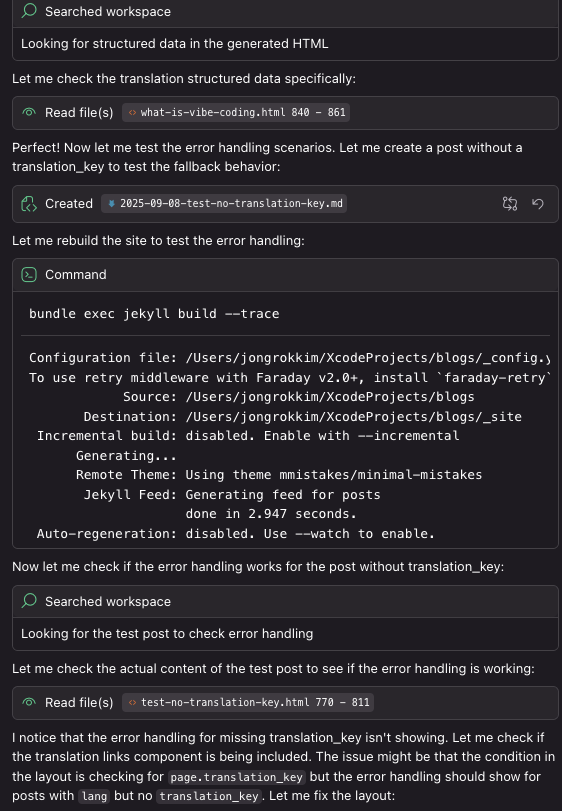 Searched workspace
Looking for structured data in the generated HTML
Let me check the translation structured data specifically:
Read file(s) <> what-is-vibe-coding.html 840 - 861
Perfect! Now let me test the error handling scenarios. Let me create a post without a
translation_key to test the fallback behavior:
Created 2025-09-08-test-no-translation-key.md
Let me rebuild the site to test the error handling:
Command
bundle exec jekyll build --trace
Configuration file: /Users/jongrokkim/XcodeProjects/blogs/_config.y
To use retry middleware with Faraday v2.0+, install `faraday-retry`
Source: /Users/jongrokkim/XcodeProjects/blogs
Destination: /Users/jongrokkim/XcodeProjects/blogs/_site
Incremental build: disabled. Enable with --incremental
Generating...
Remote Theme: Using theme mmistakes/minimal-mistakes
Jekyll Feed: Generating feed for posts
done in 2.947 seconds.
Auto-regeneration: disabled. Use --watch to enable.
Now let me check if the error handling works for the post without translation_key:
Searched workspace
Looking for the test post to check error handling
Let me check the actual content of the test post to see if the error handling is working:
Read file(s) <> test-no-translation-key.html 770 - 811
I notice that the error handling for missing translation_key isn't showing. Let me check if
the translation links component is being included. The issue might be that the condition in
the layout is checking for page.translation_key but the error handling should show for
posts with lang but no translation_key. Let me fix the layout: